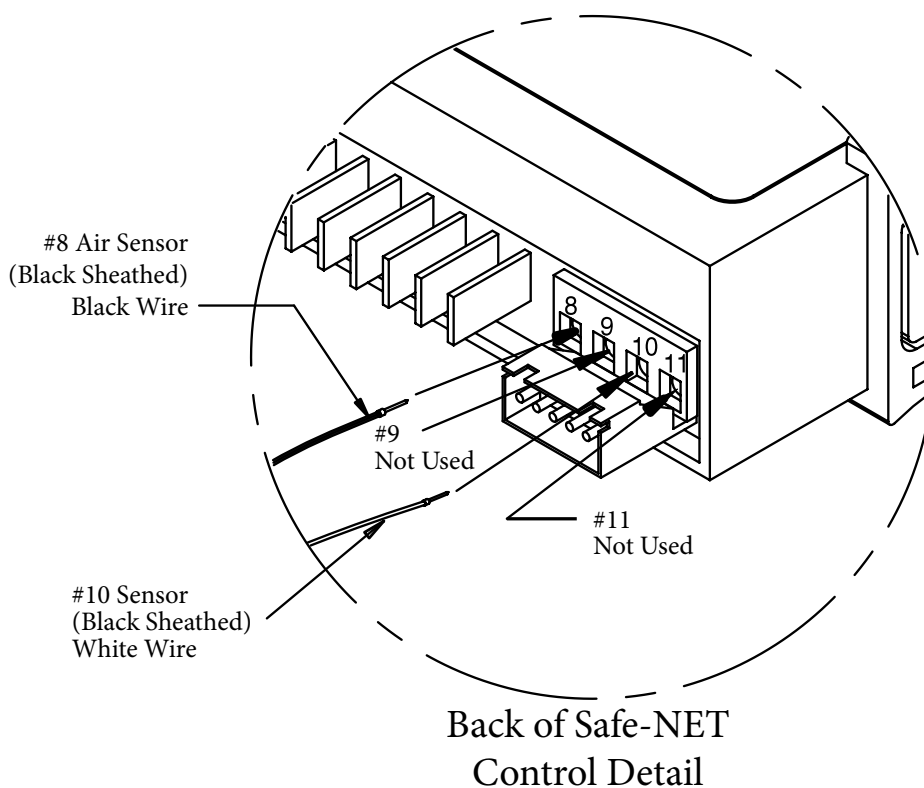 #8 Air Sensor
(Black Sheathed)
Black Wire
8
9
10
11
#9
Not Used
#11
Not Used
#10 Sensor
(Black Sheathed)
White Wire
Back of Safe-NET
Control Detail